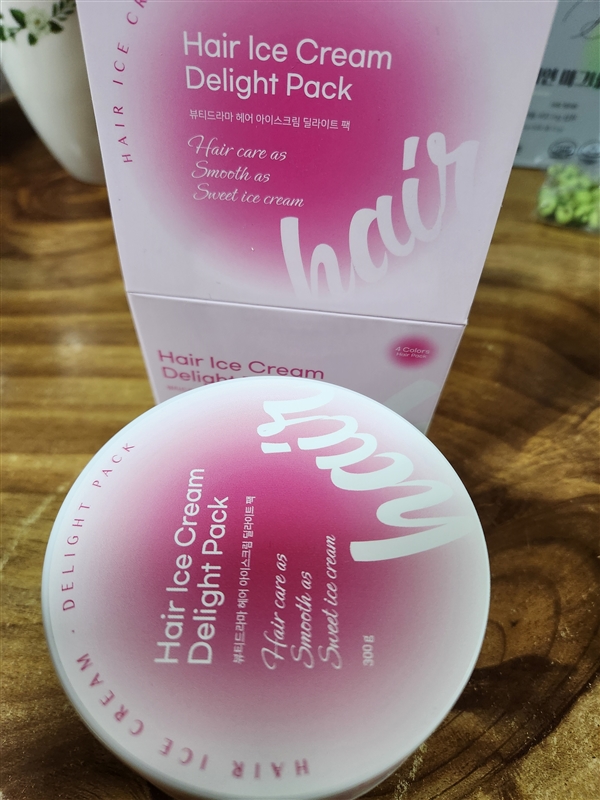 HAIR ICE CR
Hair Ice Cream
Delight Pack
뷰티드라마 헤어 아이스크림 딜라이트 팩
Hair care as
Smooth as
Sweet ice cream
hair
Hair Ice Cream
4 Colors
Hair Pack
hair
Hair Ice Cream
Delight Pack
뷰티드라마 헤어 아이스크림 딜라이트 팩
Hair care as
Smooth as
Sweet ice cream
300g
HAIR ICE CREAM · DELIGHT PACK